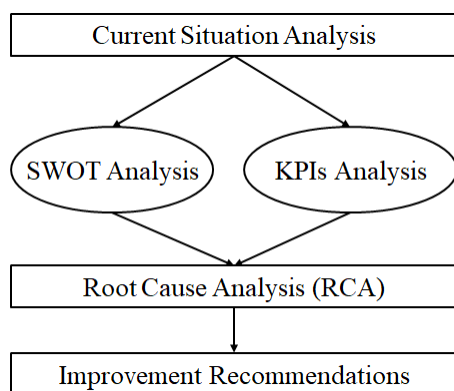 Current Situation Analysis
SWOT Analysis
KPIs Analysis
Root Cause Analysis (RCA)
Improvement Recommendations